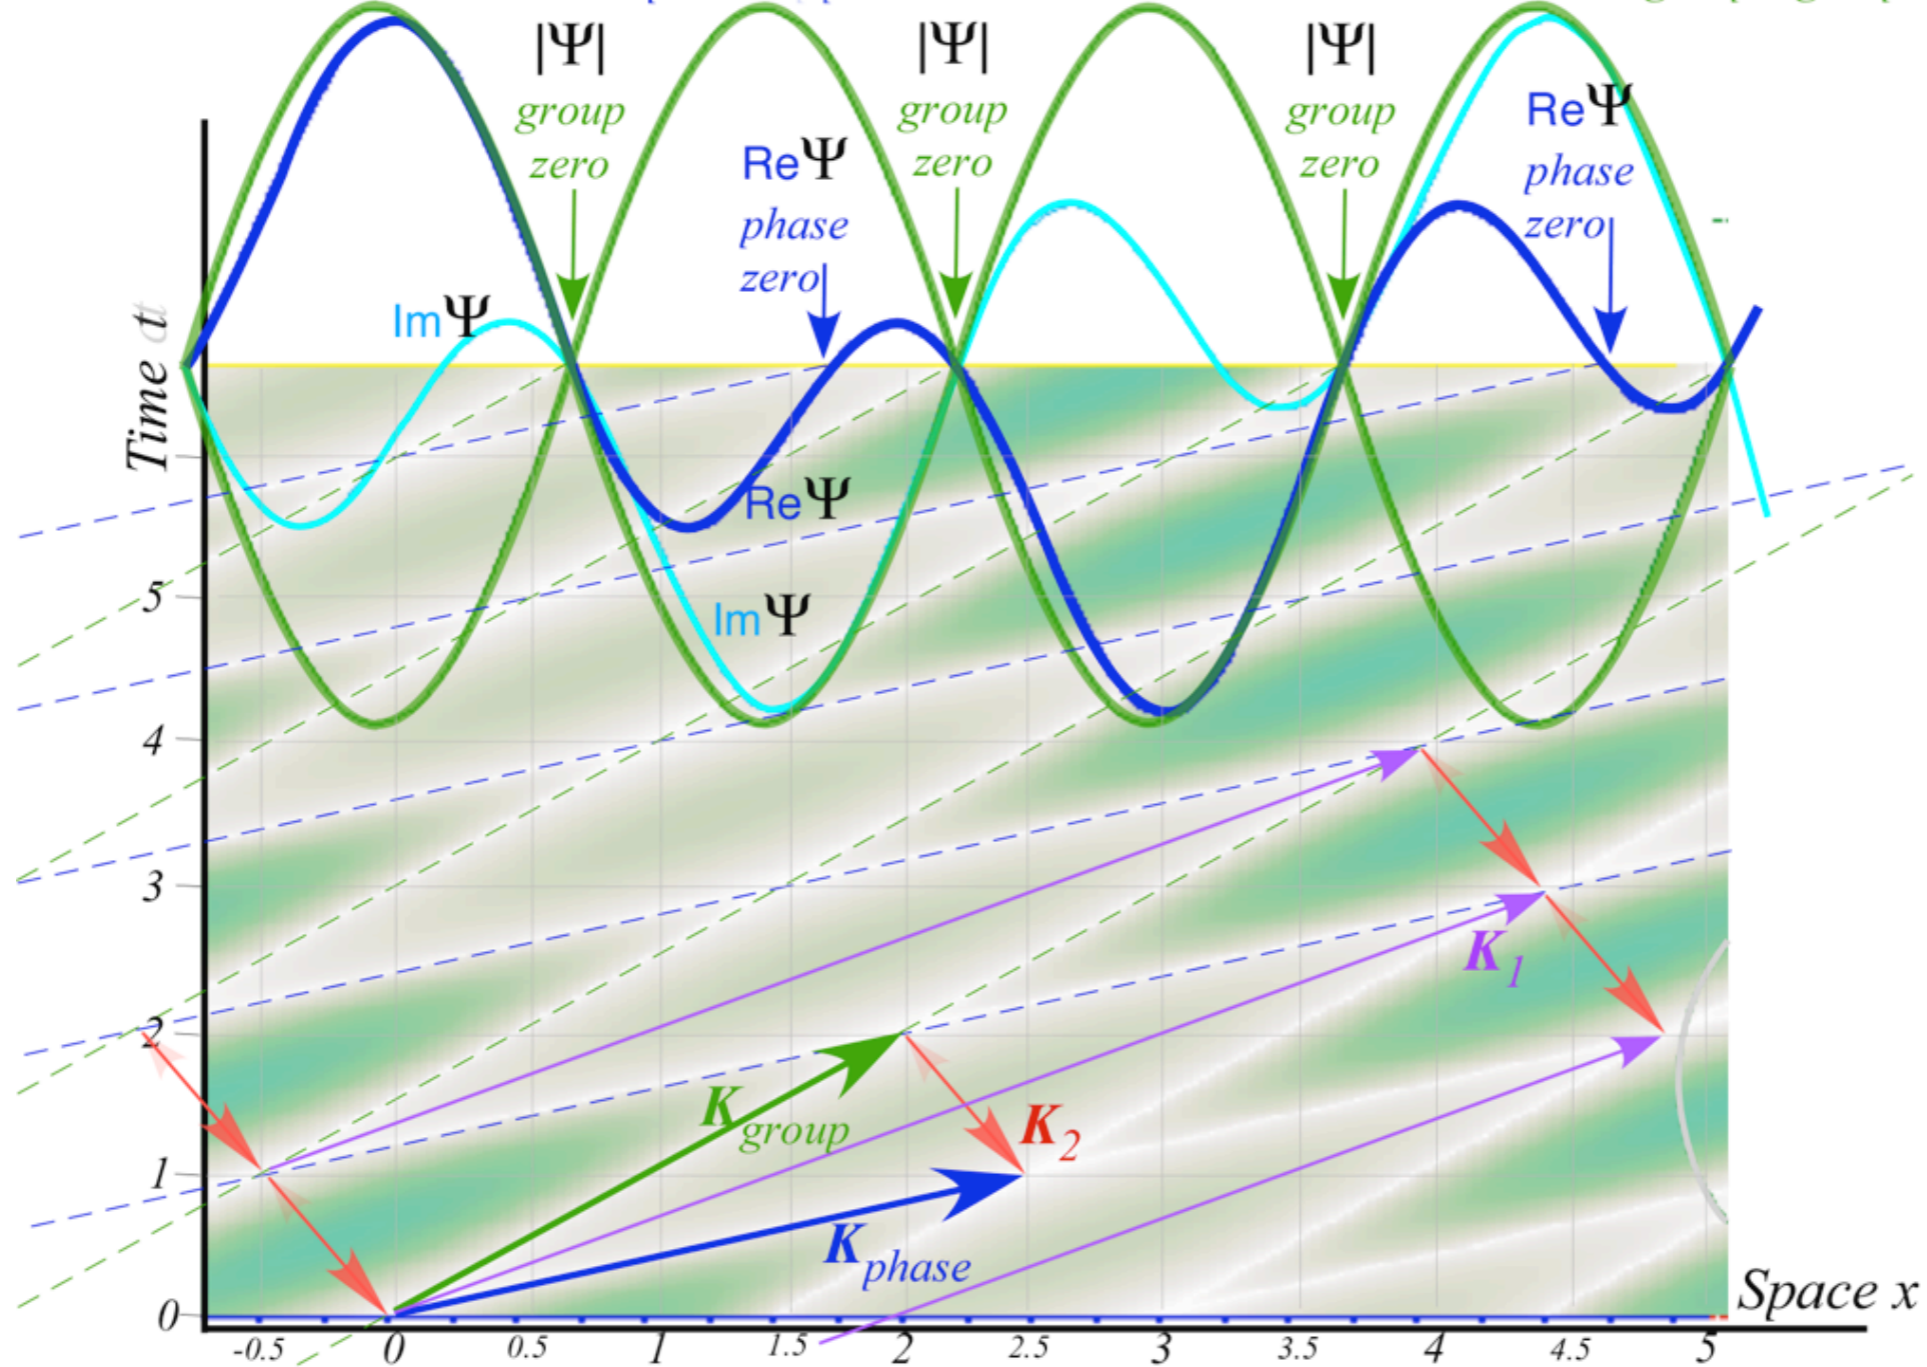 |Ψ|
group
zero
|Ψ|
group
zero
|Ψ|
group
zero
ReΨ
phase
zero
ReΨ
phase
zero
ImΨ
ReΨ
ImΨ
Time
5
4
3
2
1
0
K1
Kgroup
K2
Kphase
Space x
-0.5 0 0.5 1 1.5 2 2.5 3 3.5 4 4.5 5